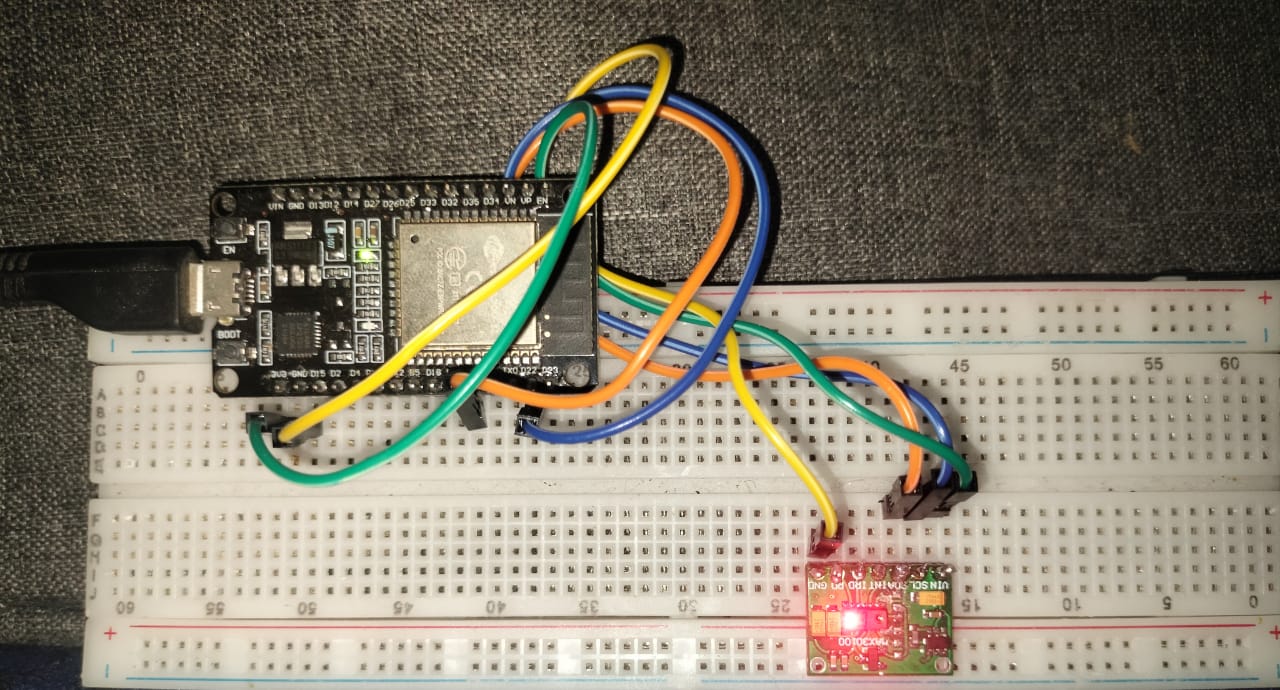 VIN GND D13 D12 D14 D27 D26 D25 D33 D32 D35 D34 VN VP EN
EN
BOOT
3V3 GND D15 D2 D4
TX0 D22 D23
+
0
45
55
60
A
B
C
D
E
F
G
H
I
J
60
55
50
45
40
35
30
25
15
10
5
0
VIN SCL SDA INT IRD RD GND
MAX30100
+